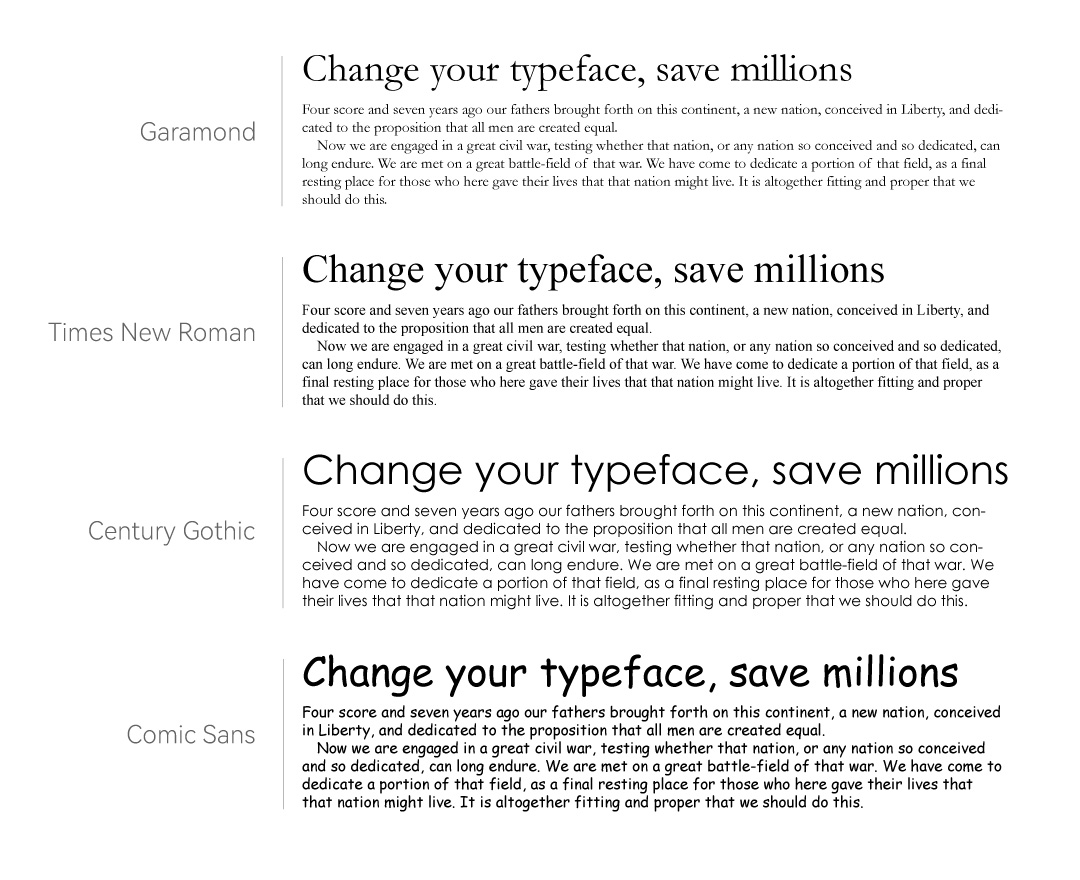 Garamond
Change your typeface, save millions
Four score and seven years ago our fathers brought forth on this continent, a new nation, conceived in Liberty, and dedi-
cated to the proposition that all men are created equal.
Now we are engaged in a great civil war, testing whether that nation, or any nation so conceived and so dedicated, can
long endure. We are met on a great battle-field of that war. We have come to dedicate a portion of that field, as a final
resting place for those who here gave their lives that that nation might live. It is altogether fitting and proper that we
should do this.
Times New Roman
Change your typeface, save millions
Four score and seven years ago our fathers brought forth on this continent, a new nation, conceived in Liberty, and
dedicated to the proposition that all men are created equal.
Now we are engaged in a great civil war, testing whether that nation, or any nation so conceived and so dedicated,
can long endure. We are met on a great battle-field of that war. We have come to dedicate a portion of that field, as a
final resting place for those who here gave their lives that that nation might live. It is altogether fitting and proper
that we should do this.
Century Gothic
Change your typeface, save millions
Four score and seven years ago our fathers brought forth on this continent, a new nation, con-
ceived in Liberty, and dedicated to the proposition that all men are created equal.
Now we are engaged in a great civil war, testing whether that nation, or any nation so con-
ceived and so dedicated, can long endure. We are met on a great battle-field of that war. We
have come to dedicate a portion of that field, as a final resting place for those who here gave
their lives that that nation might live. It is altogether fitting and proper that we should do this.
Comic Sans
Change your typeface, save millions
Four score and seven years ago our fathers brought forth on this continent, a new nation, conceived
in Liberty, and dedicated to the proposition that all men are created equal.
Now we are engaged in a great civil war, testing whether that nation, or any nation so conceived
and so dedicated, can long endure. We are met on a great battle-field of that war. We have come to
dedicate a portion of that field, as a final resting place for those who here gave their lives that
that nation might live. It is altogether fitting and proper that we should do this.